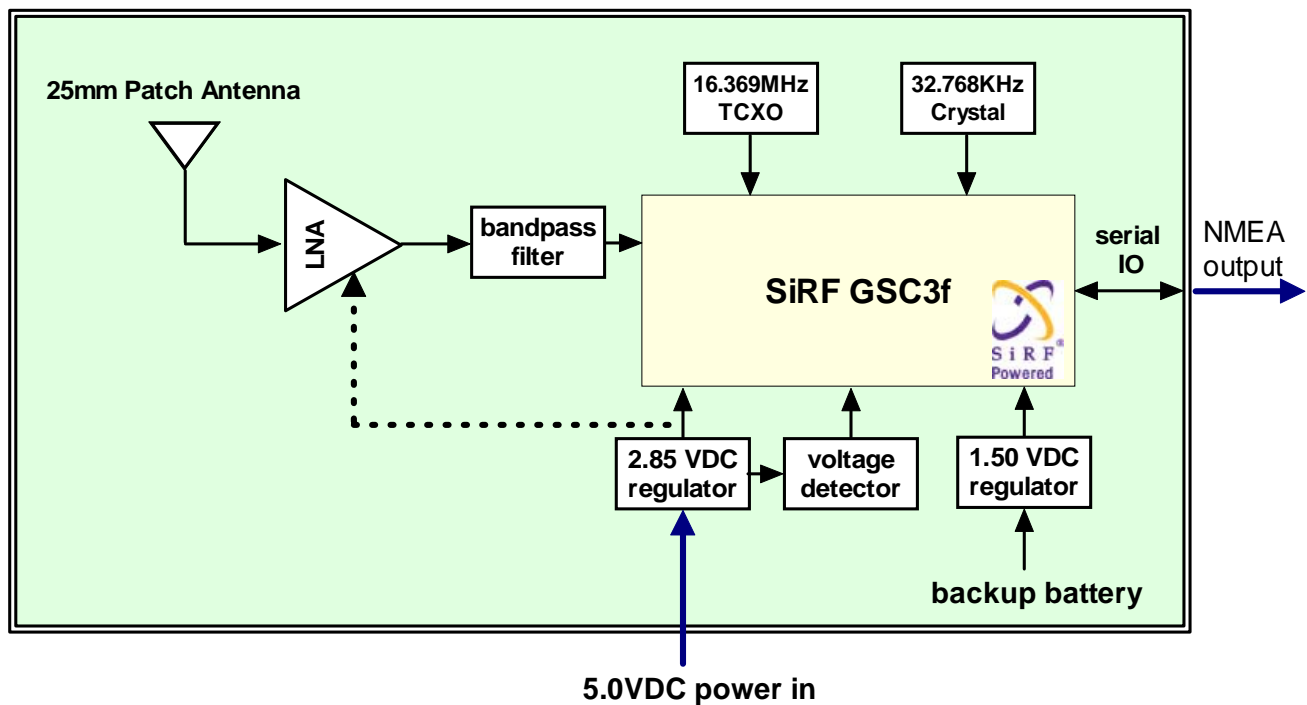 25mm Patch Antenna
16.369MHz
TCXO
32.768KHz
Crystal
LNA
bandpass
filter
SiRF GSC3f
SiRF®
Powered
serial
IO
NMEA
output
2.85 VDC
regulator
voltage
detector
1.50 VDC
regulator
backup battery
5.0VDC power in